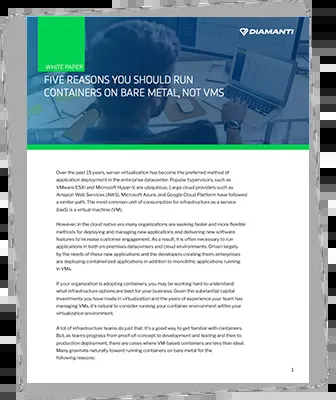 DIAMANTI
WHITE PAPER
FIVE REASONS YOU SHOULD RUN
CONTAINERS ON BARE METAL, NOT VMS
Over the past 15 years, server virtualization has become the preferred method of
application deployment in the enterprise datacenter. Popular hypervisors, such as
VMware ESXi and Microsoft Hyper-V, are ubiquitous. Large cloud providers such as
Amazon Web Services (AWS), Microsoft Azure, and Google Cloud Platform have followed
a similar path. The most common unit of consumption for infrastructure as a service
(IaaS) is a virtual machine (VM).
However, in the cloud native era many organizations are seeking faster and more flexible
methods for deploying and managing new applications and delivering new software
features to increase customer engagement. As a result, it is often necessary to run
applications in both on-premises datacenters and cloud environments. Driven largely
by the needs of these new applications and the developers creating them, enterprises
are deploying containerized applications in addition to monolithic applications running
in VMs.
If your organization is adopting containers, you may be working hard to understand
what infrastructure options are best for your business. Given the substantial capital
investments you have made in virtualization and the years of experience your team has
managing VMs, it's natural to consider running your container environment within your
virtualization environment.
A lot of infrastructure teams do just that. It's a good way to get familiar with containers.
But, as teams progress from proof-of-concept to development and testing and then to
production deployment, there are cases where VM-based containers are less than ideal.
Many gravitate naturally toward running containers on bare metal for the
following reasons:
1